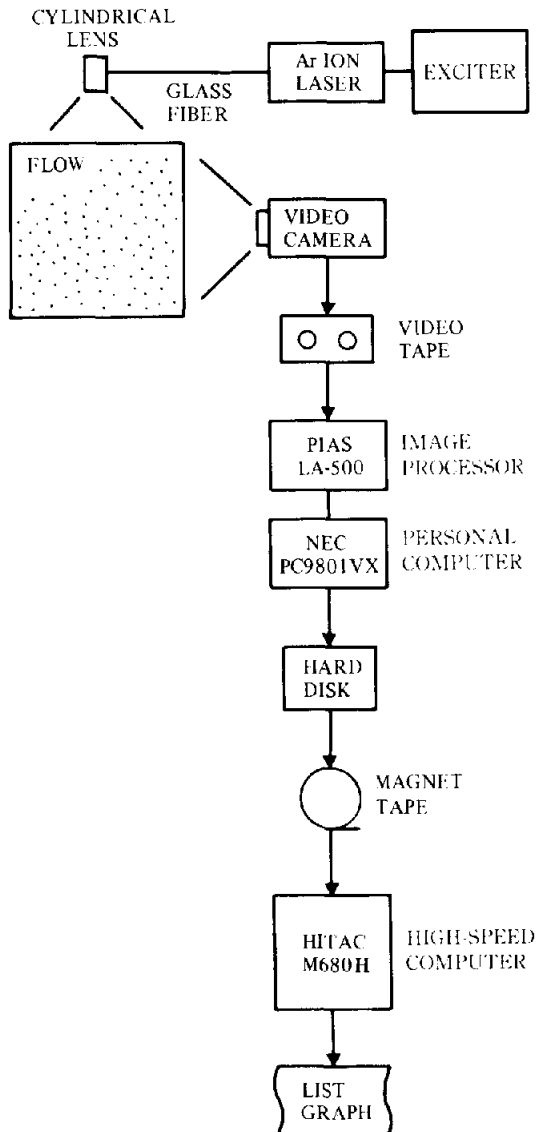 CYLINDRICAL
LENS
GLASS
FIBER
Ar ION
LASER
EXCITER
FLOW
VIDEO
CAMERA
VIDEO
TAPE
PIAS
LA-500
IMAGE
PROCESSOR
NEC
PC9801VX
PERSONAL
COMPUTER
HARD
DISK
MAGNET
TAPE
HITAC
M680H
HIGH-SPEED
COMPUTER
LIST
GRAPH